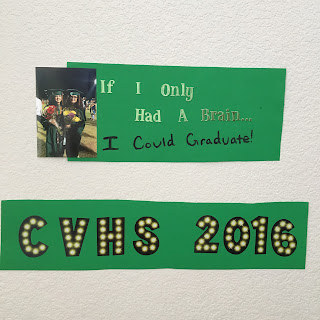 If I Only
Had A Brain...
I Could Graduate!
CVHS 2016